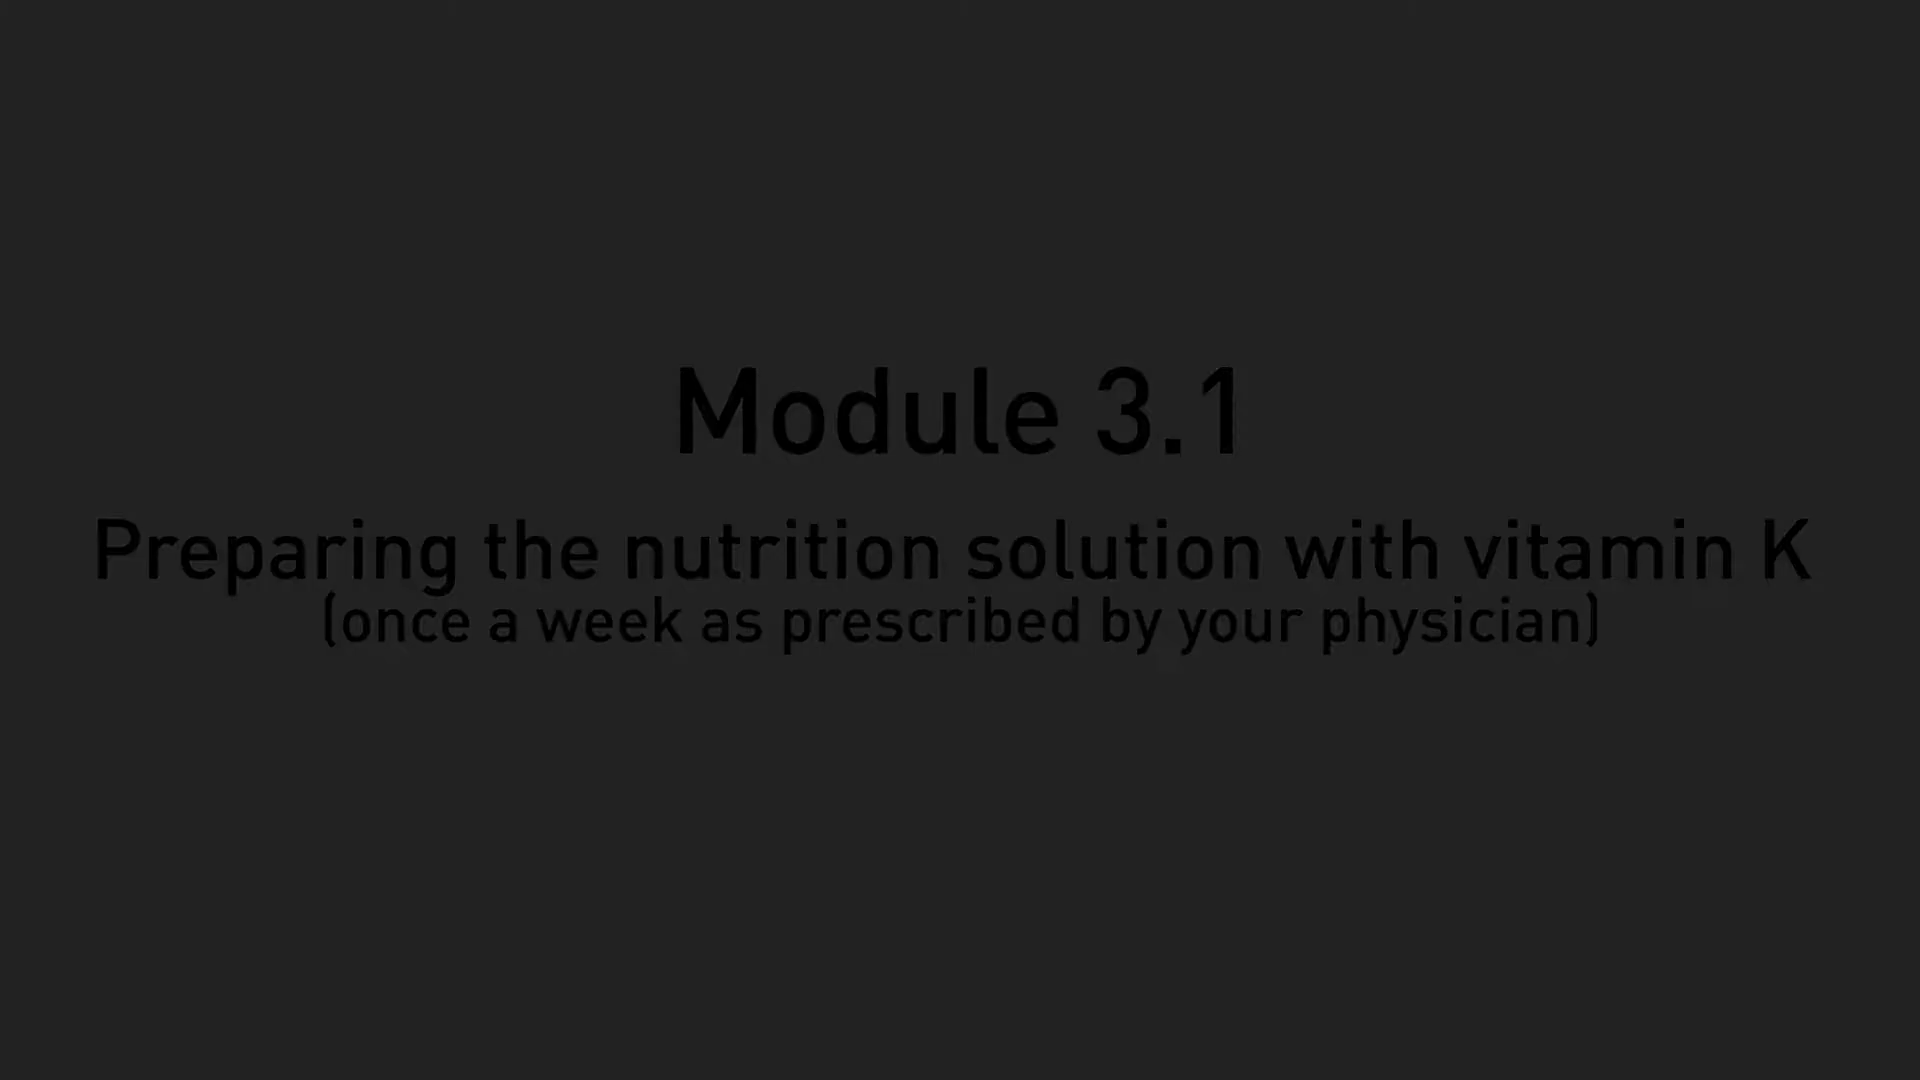 Module 3.1
Preparing the nutrition solution with vitamin K
(once a week as prescribed by your physician)